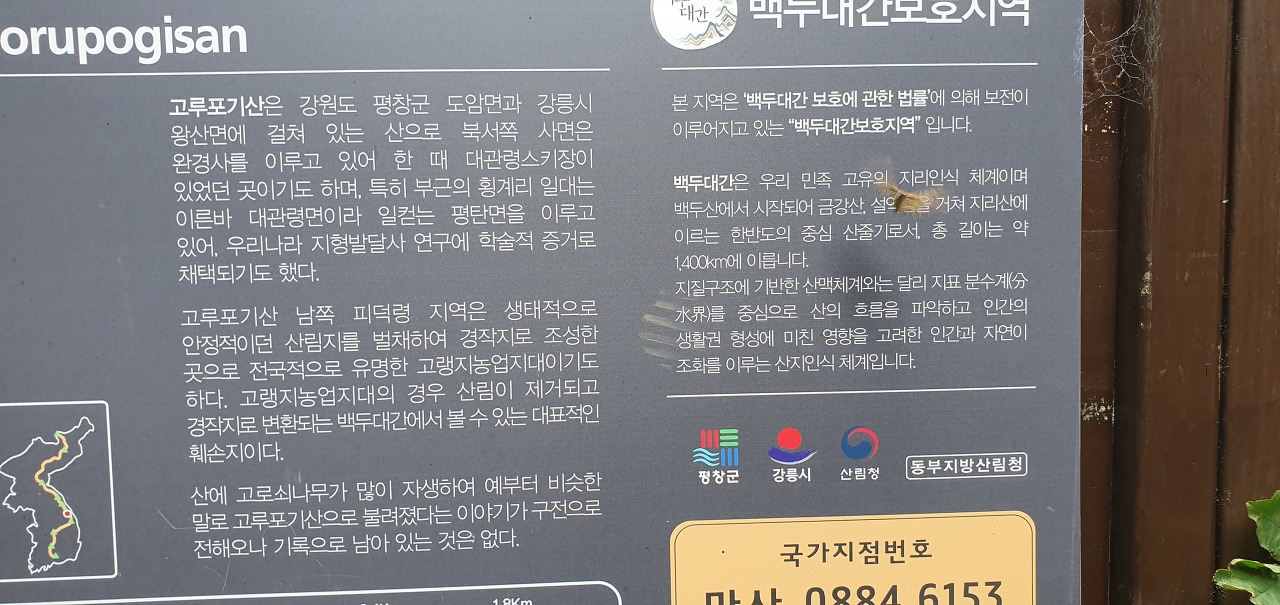 orupogisan
고루포기산은 강원도 평창군 도암면과 강릉시
왕산면에 걸쳐 있는 산으로 북서쪽 사면은
완경사를 이루고 있어 한 때 대관령스키장이
있었던 곳이기도 하며, 특히 부근의 횡계리 일대는
이른바 대관령면이라 일컫는 평탄면을 이루고
있어, 우리나라 지형발달사 연구에 학술적 증거로
채택되기도 했다.
고루포기산 남쪽 피덕령 지역은 생태적으로
안정적이던 산림지를 벌채하여 경작지로 조성한
곳으로 전국적으로 유명한 고랭지농업지대이기도
하다. 고랭지농업지대의 경우 산림이 제거되고
경작지로 변환되는 백두대간에서 볼 수 있는 대표적인
훼손지이다.
산에 고로쇠나무가 많이 자생하여 예부터 비슷한
말로 고루포기산으로 불려졌다는 이야기가 구전으로
전해오나 기록으로 남아 있는 것은 없다.
1.8Km
대간
백두대간보호지역
본 지역은 '백두대간 보호에 관한 법률'에 의해 보전이
이루어지고 있는 “백두대간보호지역” 입니다.
백두대간은 우리 민족 고유의 지리인식 체계이며
백두산에서 시작되어 금강산, 거쳐 지리산에
이르는 한반도의 중심 산줄기로서, 총 길이는 약
1,400km에 이릅니다.
지질구조에 기반한 산맥체계와는 달리 지표 분수계(分
水界)를 중심으로 산의 흐름을 파악하고 인간의
생활권 형성에 미친 영향을 고려한 인간과 자연이
조화를 이루는 산지인식 체계입니다.
평창군 강릉시 산림청 동부지방산림청
국가지점번호
마사 0884 6153